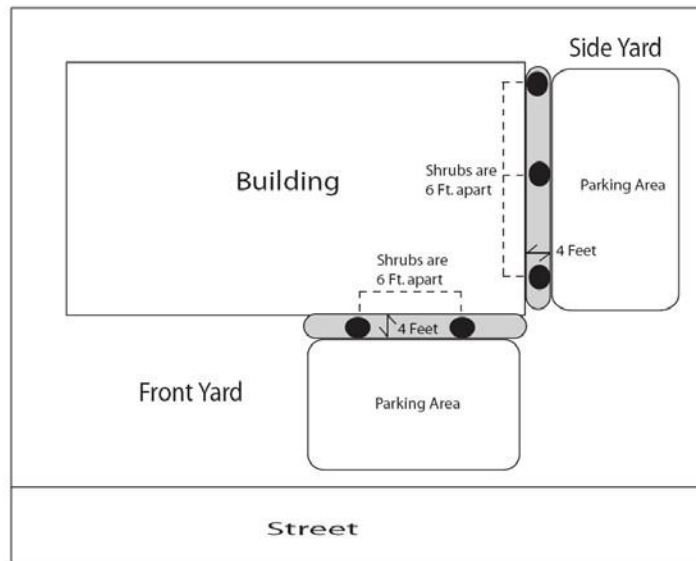 Side Yard
Shrubs are
6 Ft. apart
Building
Parking Area
4 Feet
Shrubs are
6 Ft. apart
4 Feet
Front Yard
Parking Area
Street